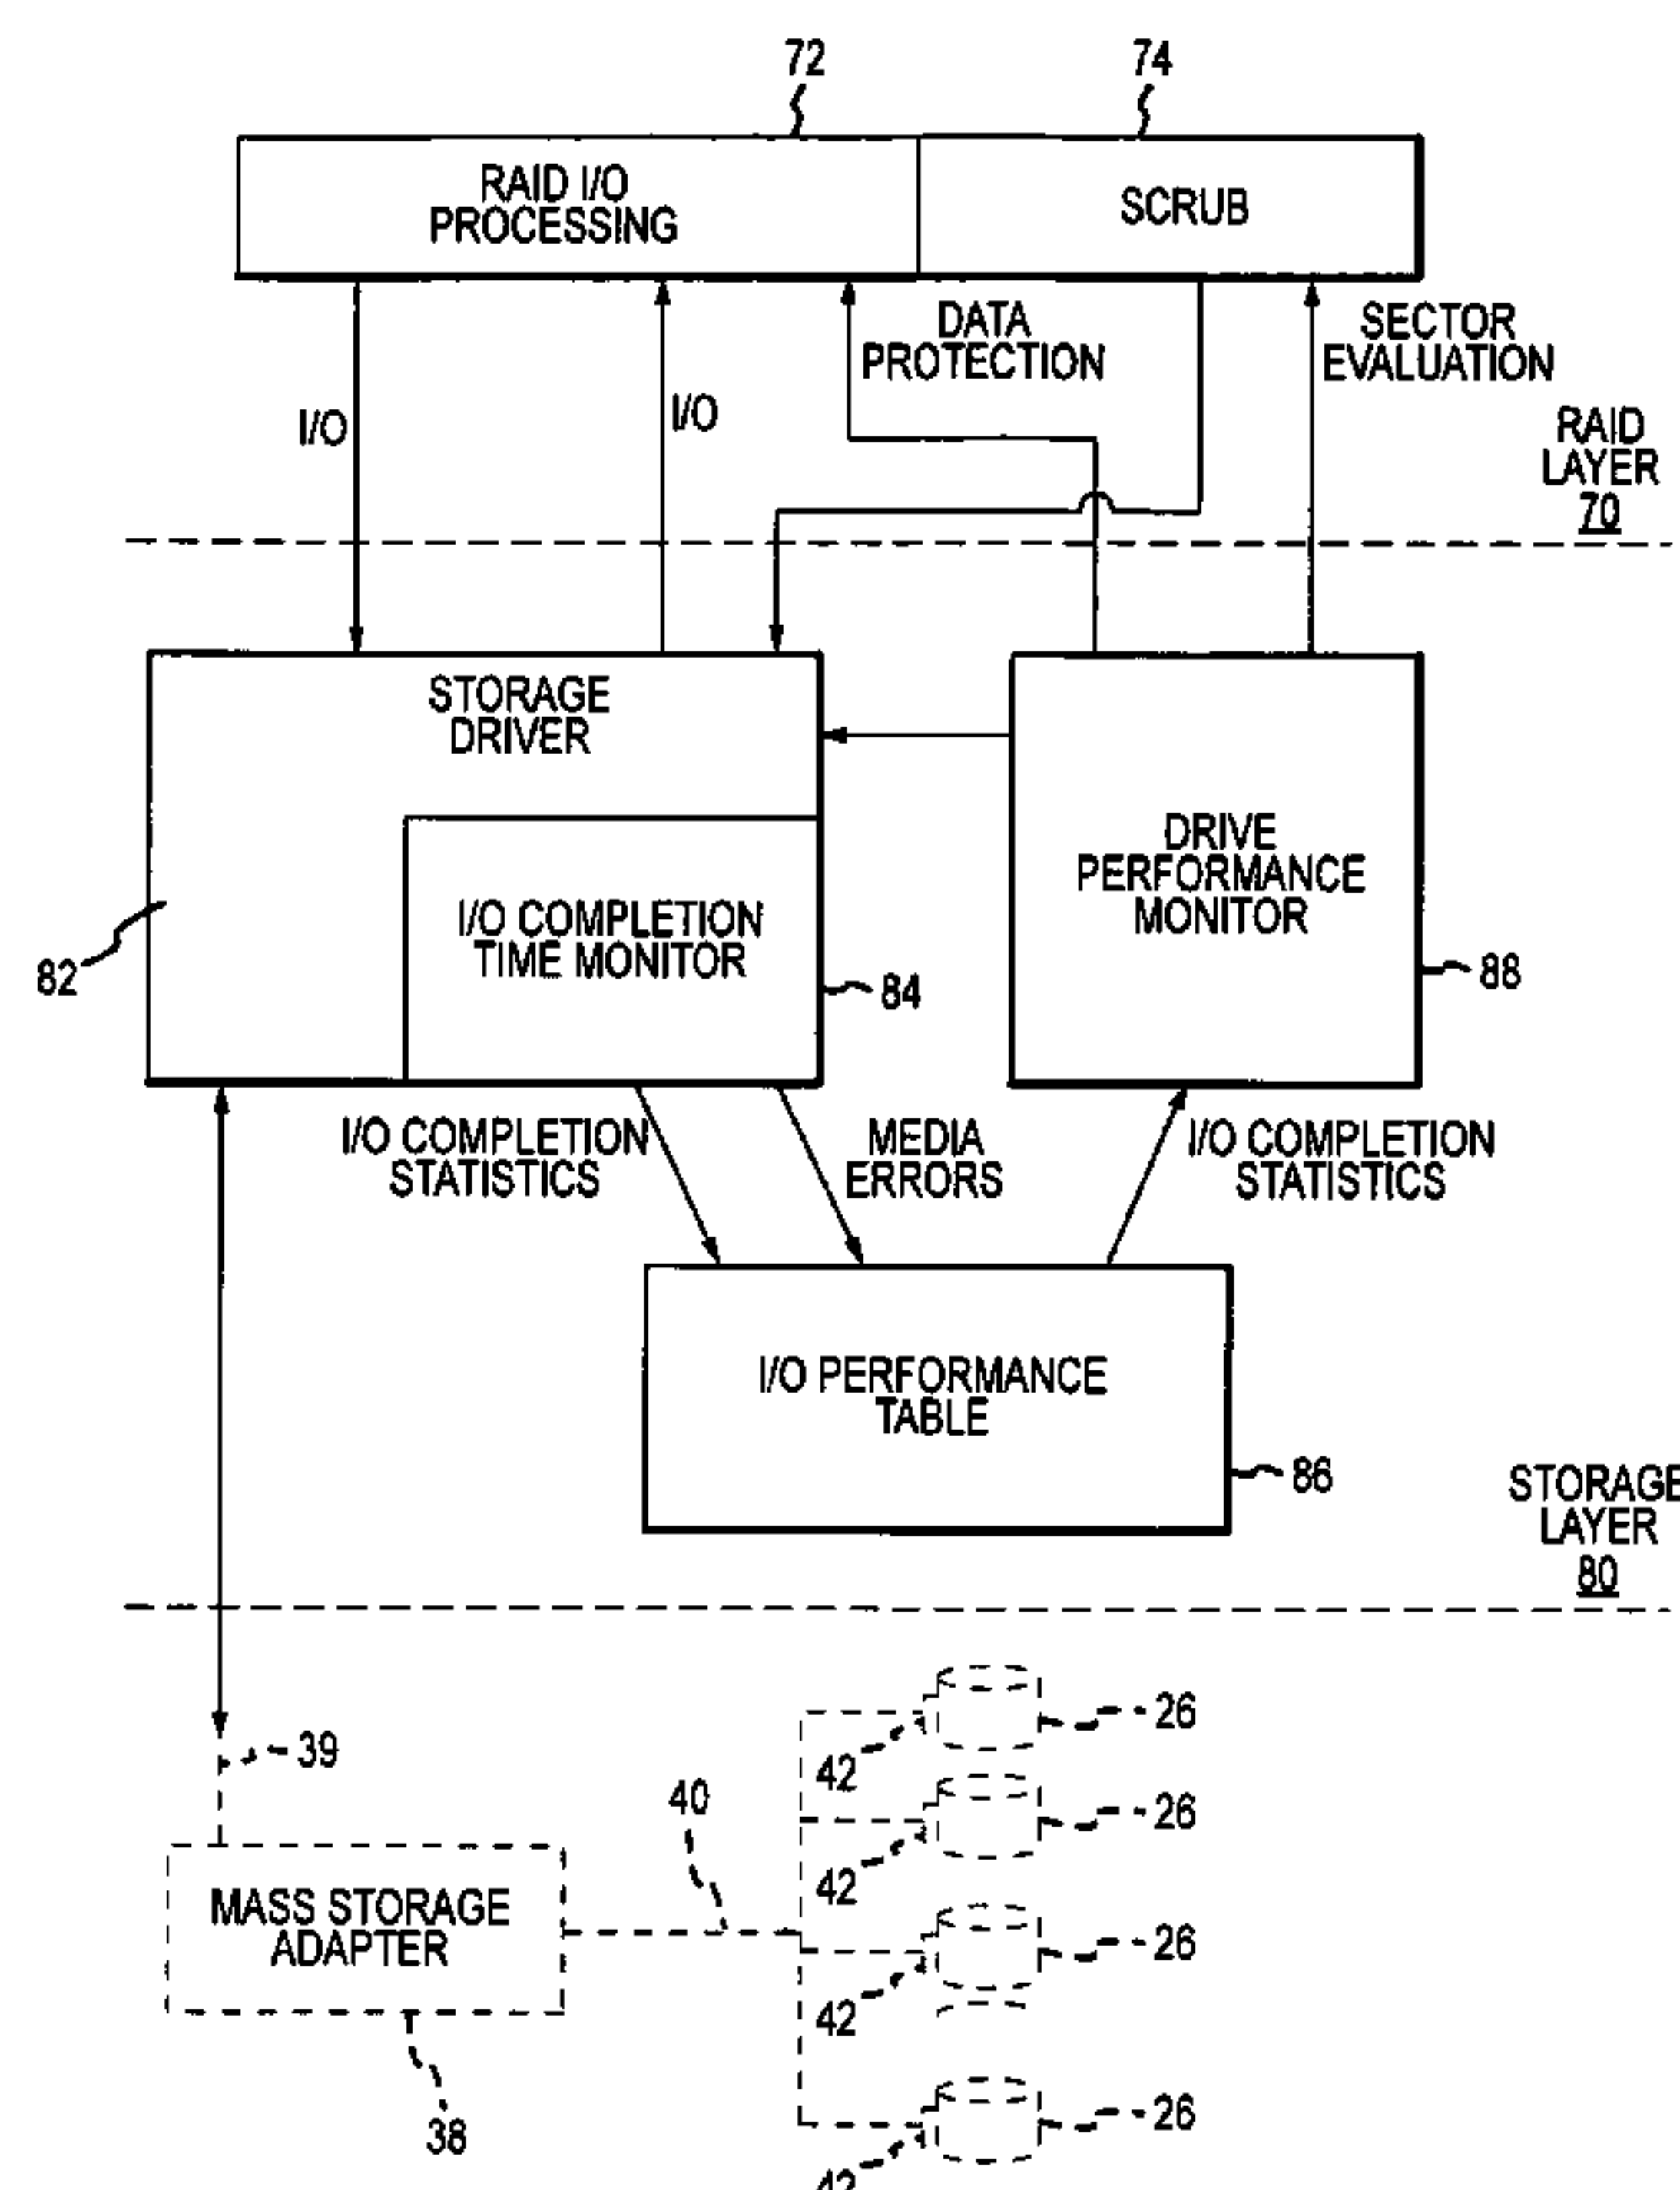 72
74
RAID I/O
PROCESSING
SCRUB
DATA
PROTECTION
SECTOR
EVALUATION
I/O
I/O
RAID
LAYER
70
STORAGE
DRIVER
DRIVE
PERFORMANCE
MONITOR
I/O COMPLETION
TIME MONITOR
82
84
88
I/O COMPLETION
STATISTICS
MEDIA
ERRORS
I/O COMPLETION
STATISTICS
I/O PERFORMANCE
TABLE
86
STORAGE
LAYER
80
39
40
42
26
42
26
MASS STORAGE
ADAPTER
42
26
38
42
26